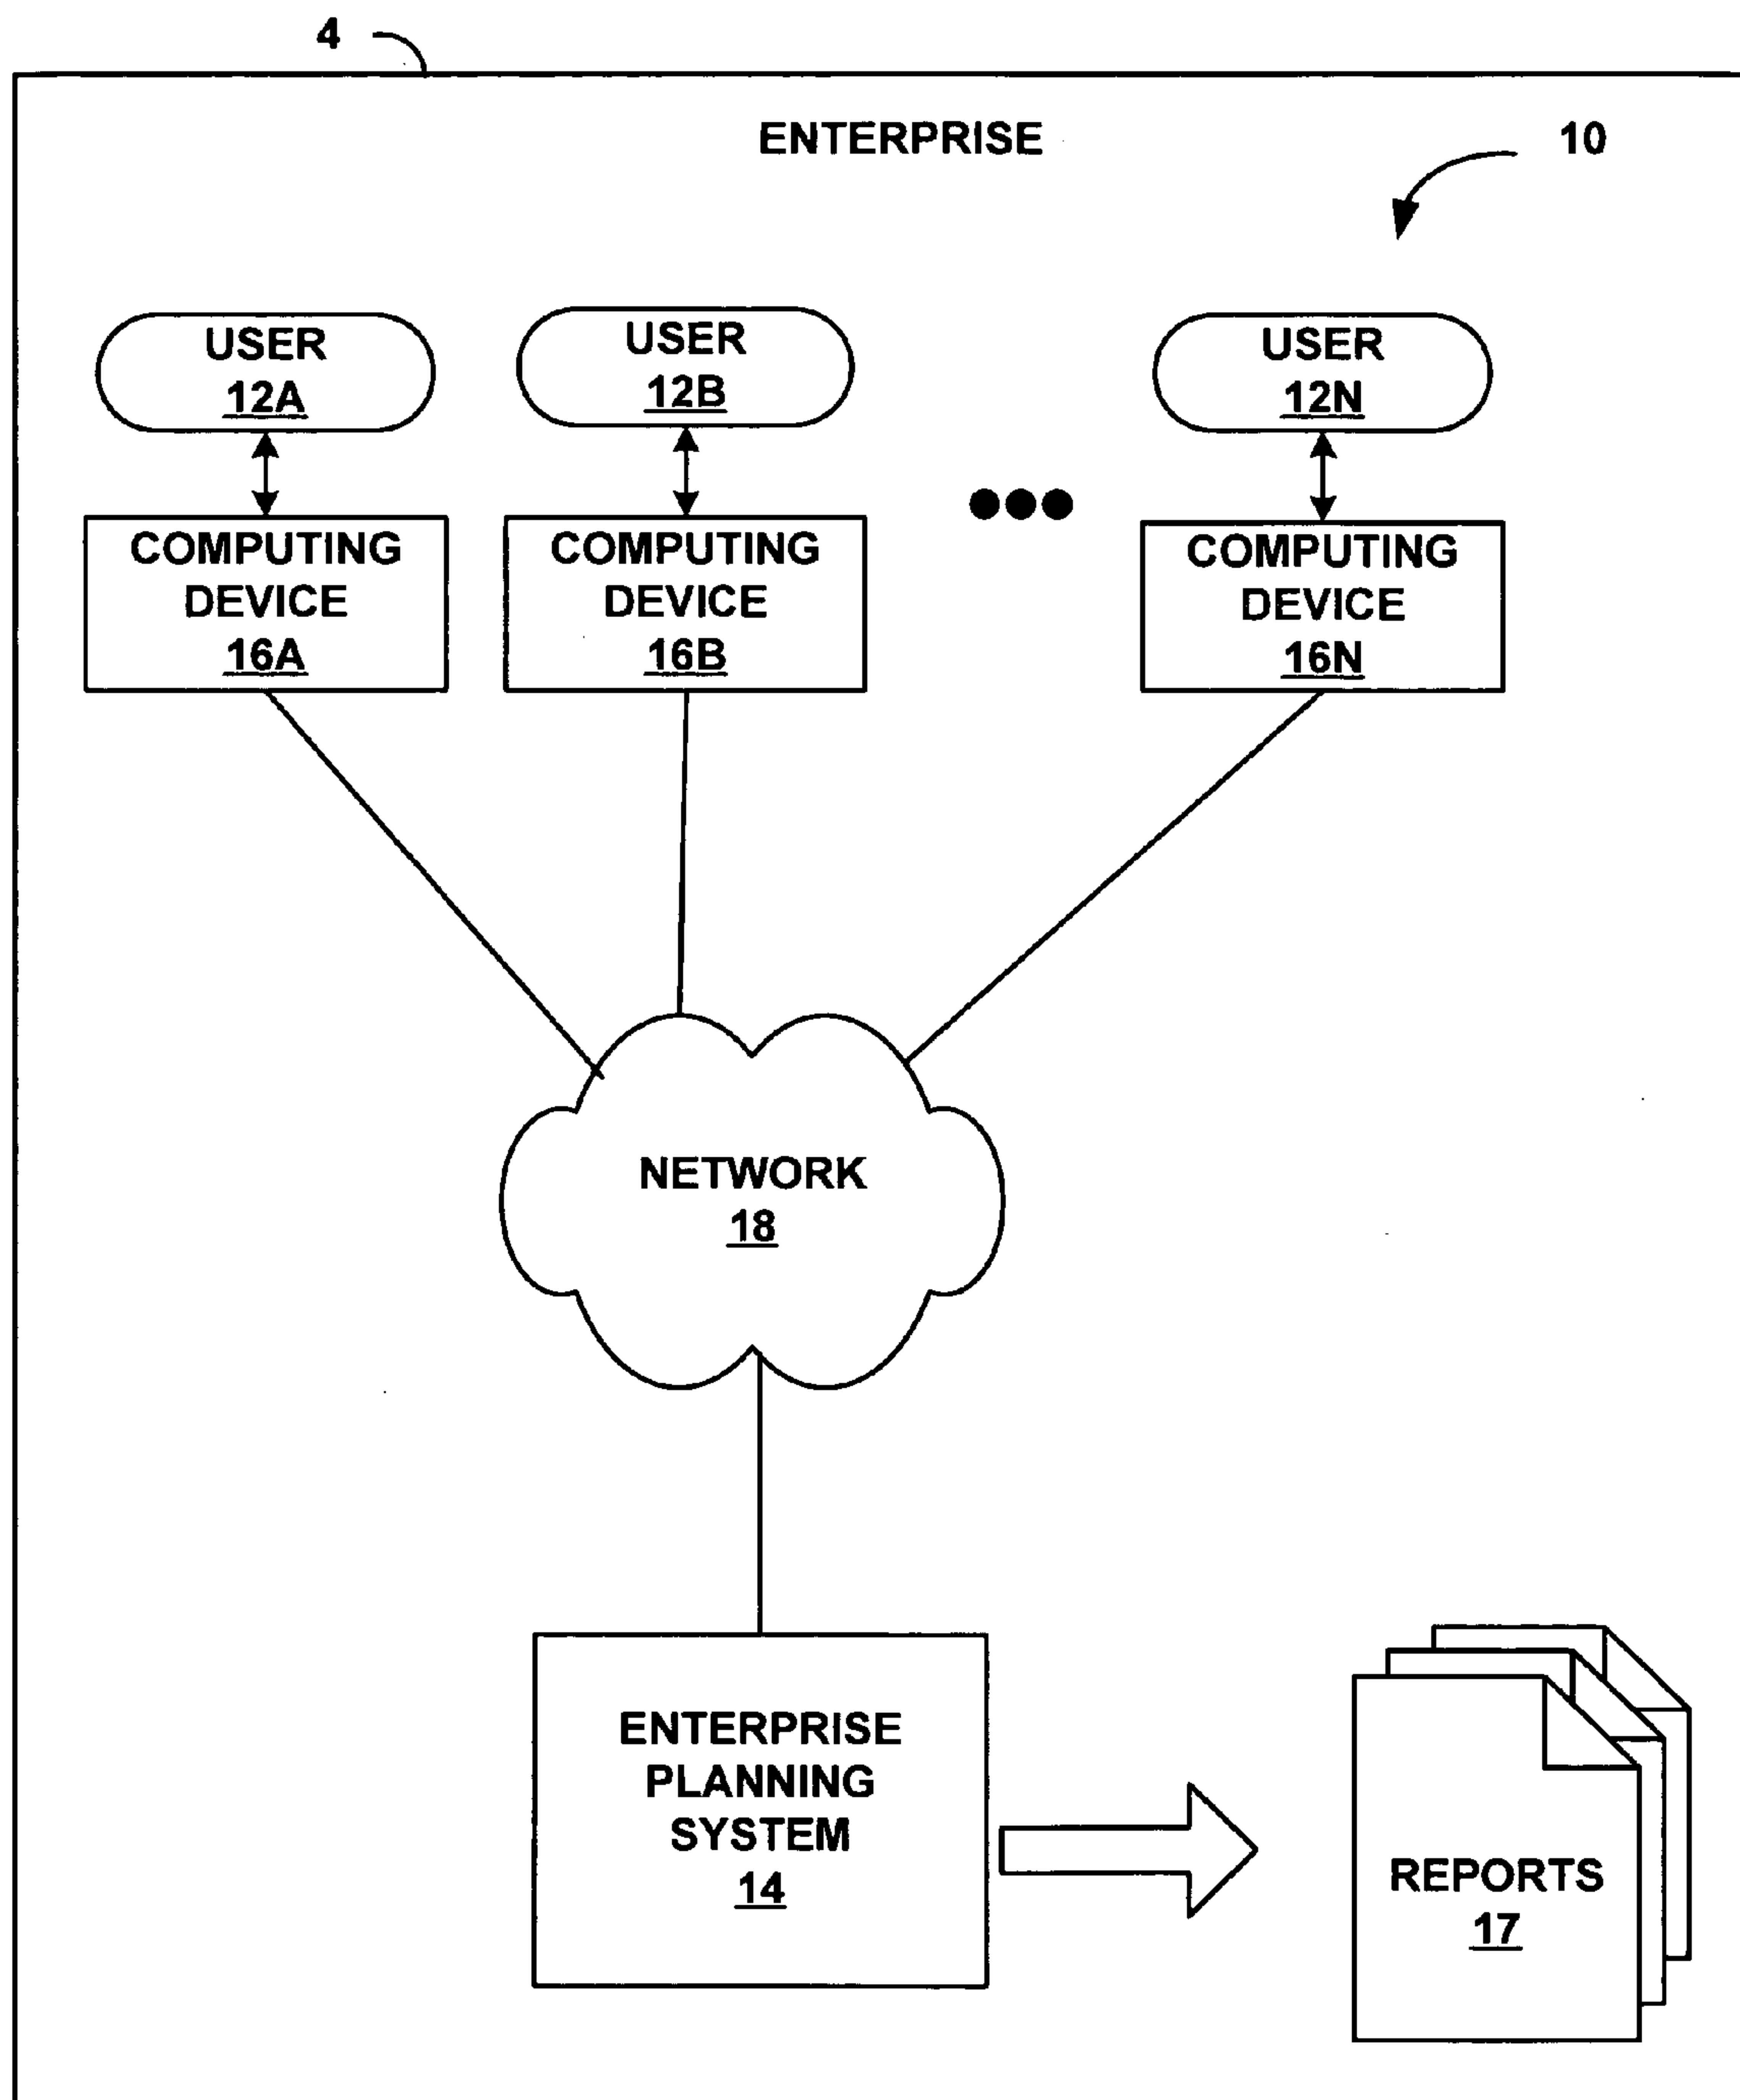 4
ENTERPRISE
10
USER
12A
USER
12B
USER
12N
COMPUTING
DEVICE
16A
COMPUTING
DEVICE
16B
COMPUTING
DEVICE
16N
NETWORK
18
ENTERPRISE
PLANNING
SYSTEM
14
REPORTS
17